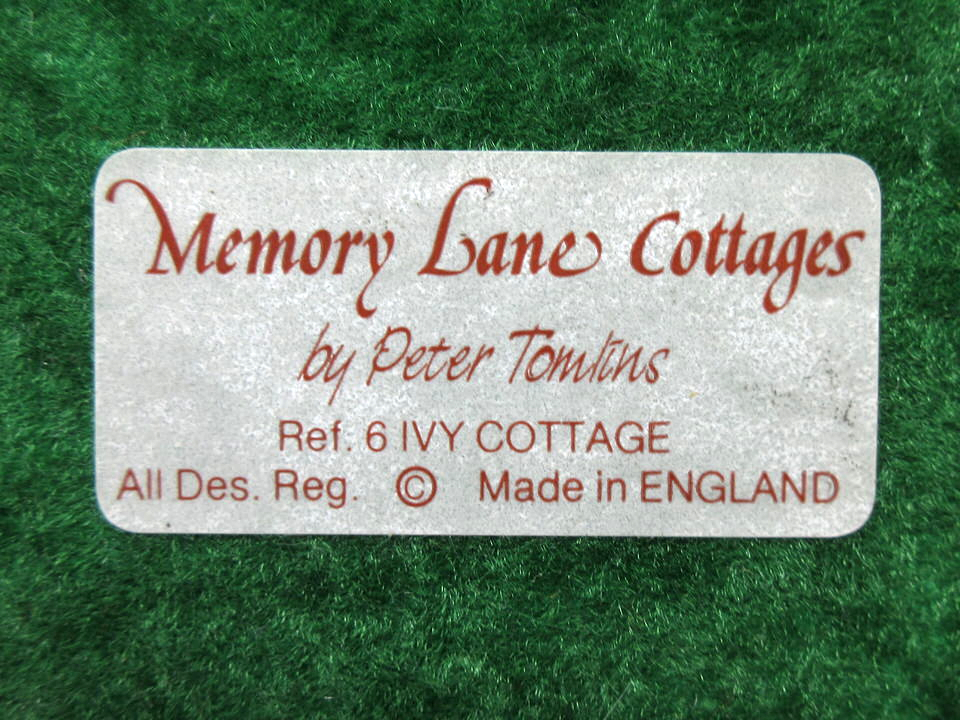 Memory Lane Cottages
by Peter Tomlins
Ref. 6 IVY COTTAGE
All Des. Reg. © Made in ENGLAND